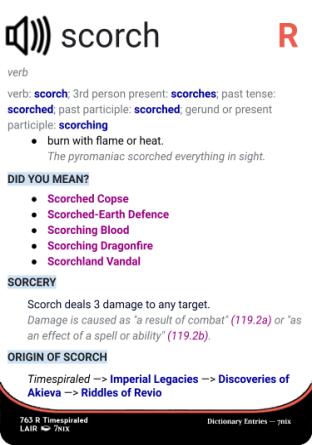 scorch
R
verb
verb: scorch; 3rd person present: scorches; past tense:
scorched; past participle: scorched; gerund or present
participle: scorching
● burn with flame or heat.
The pyromaniac scorched everything in sight.
DID YOU MEAN?
● Scorched Copse
● Scorched-Earth Defence
● Scorching Blood
● Scorching Dragonfire
● Scorchland Vandal
SORCERY
Scorch deals 3 damage to any target.
Damage is caused as "a result of combat" (119.2a) or "as
an effect of a spell or ability" (119.2b).
ORIGIN OF SCORCH
Timespiraled —> Imperial Legacies —> Discoveries of
Akieva —> Riddles of Revio
763 R Timespiraled
LAIR 7NIX
Dictionary Entries — 7nix